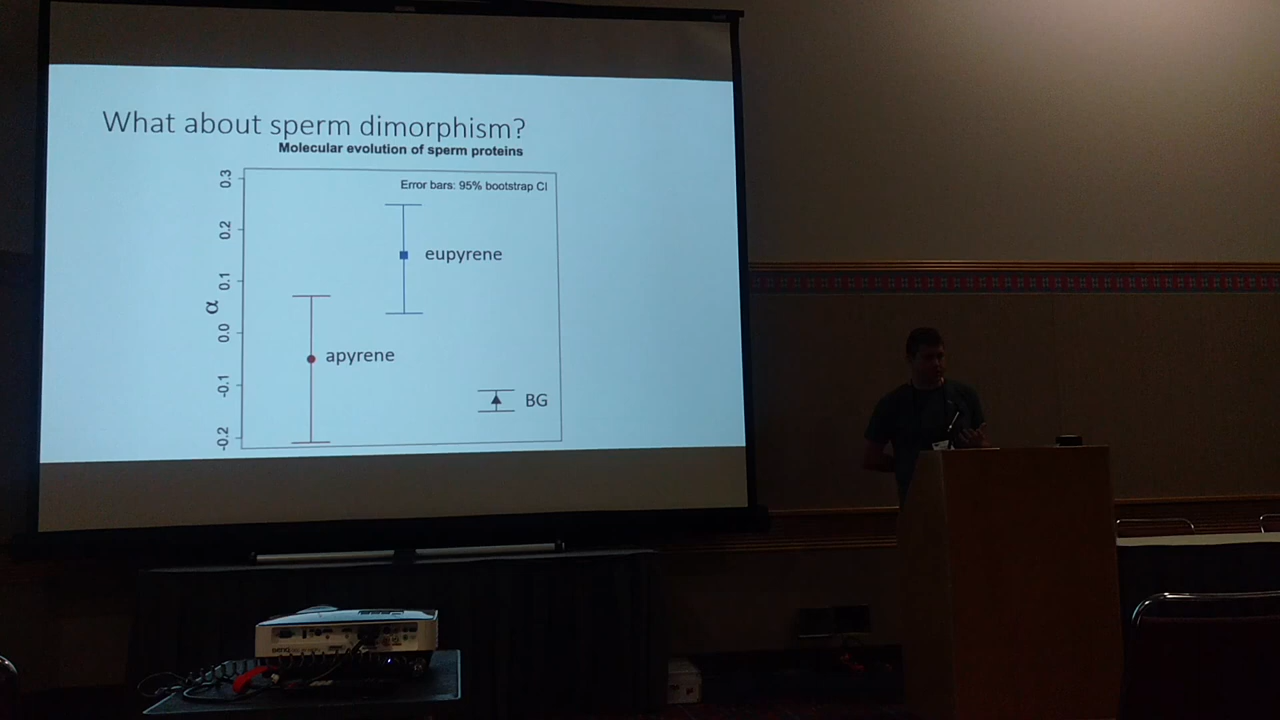 What about sperm dimorphism?
Molecular evolution of sperm proteins
Error bars: 95% bootstrap CI
0.3
0.2
0.1
0.0
-0.1
-0.2
α
eupyrene
apyrene
BG
BenQ